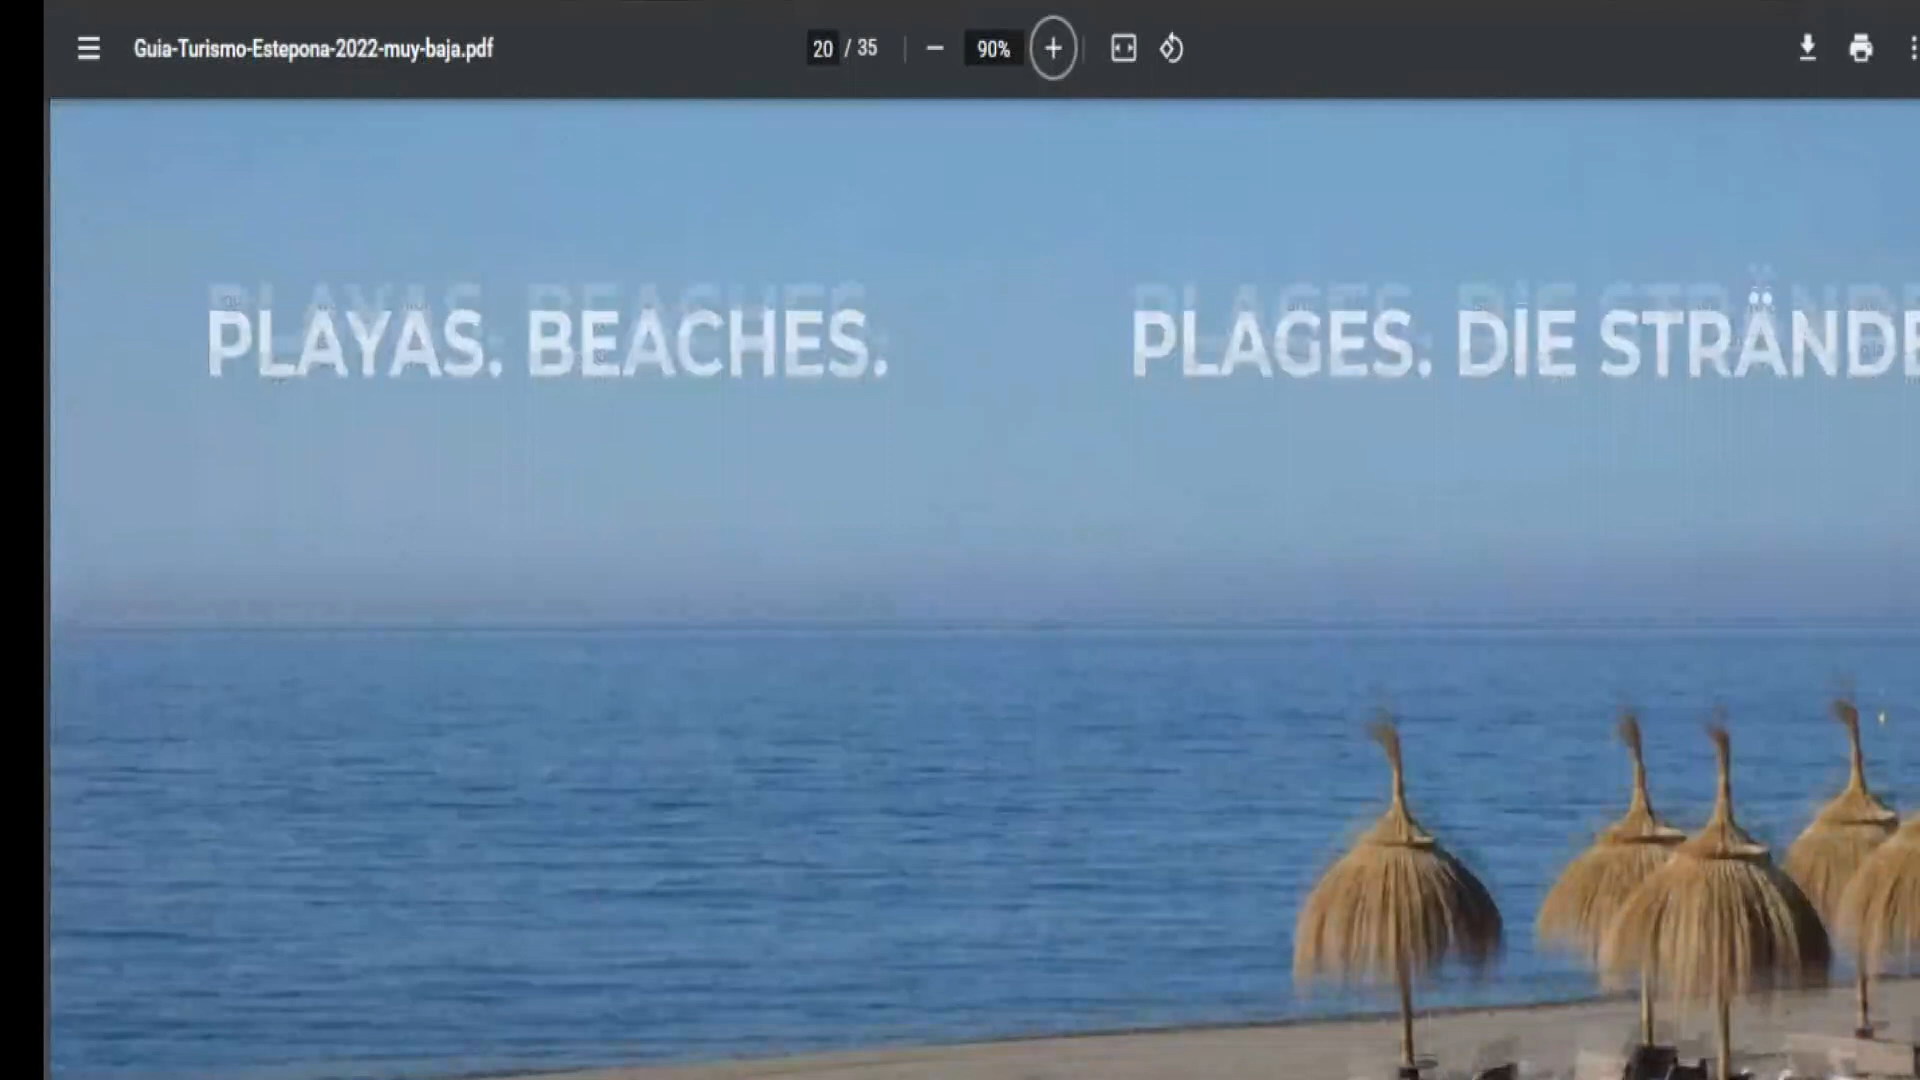 Guia-Turismo-Estepona-2022-muy-baja.pdf 20 / 35 90%
PLAYAS. BEACHES. PLAGES. DIE STRÄNDE